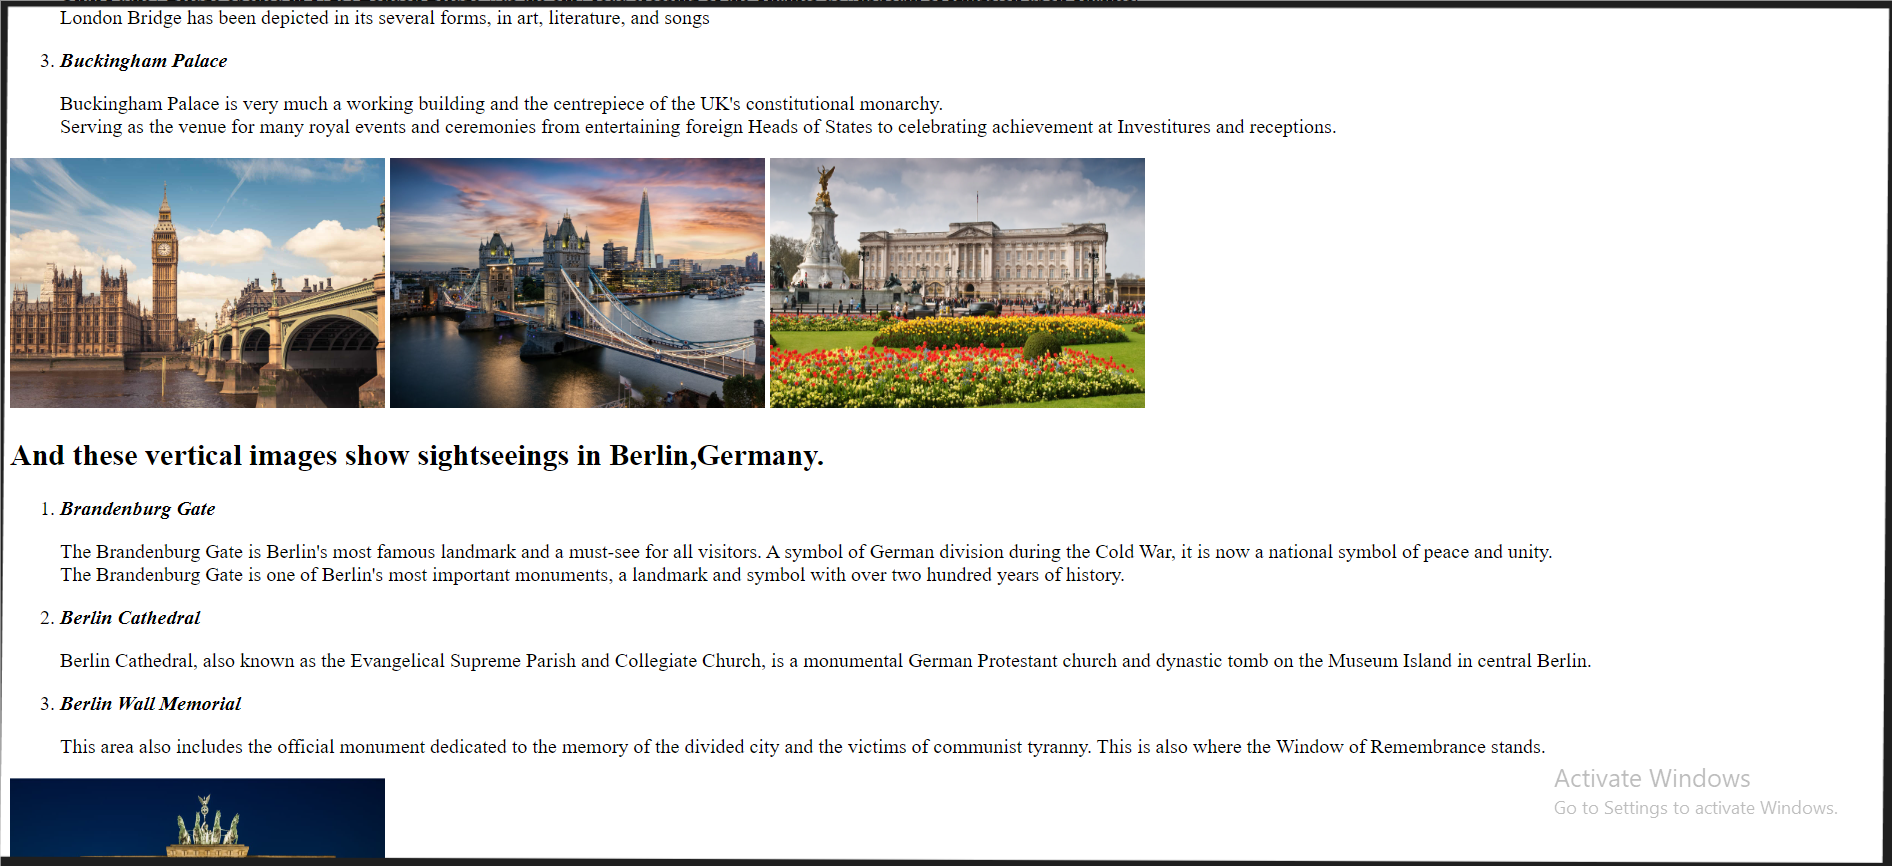 London Bridge has been depicted in its several forms, in art, literature, and songs
3. Buckingham Palace
Buckingham Palace is very much a working building and the centrepiece of the UK's constitutional monarchy.
Serving as the venue for many royal events and ceremonies from entertaining foreign Heads of States to celebrating achievement at Investitures and receptions.
And these vertical images show sightseeings in Berlin,Germany.
1. Brandenburg Gate
The Brandenburg Gate is Berlin's most famous landmark and a must-see for all visitors. A symbol of German division during the Cold War, it is now a national symbol of peace and unity.
The Brandenburg Gate is one of Berlin's most important monuments, a landmark and symbol with over two hundred years of history.
2. Berlin Cathedral
Berlin Cathedral, also known as the Evangelical Supreme Parish and Collegiate Church, is a monumental German Protestant church and dynastic tomb on the Museum Island in central Berlin.
3. Berlin Wall Memorial
This area also includes the official monument dedicated to the memory of the divided city and the victims of communist tyranny. This is also where the Window of Remembrance stands.
Activate Windows
Go to Settings to activate Windows.